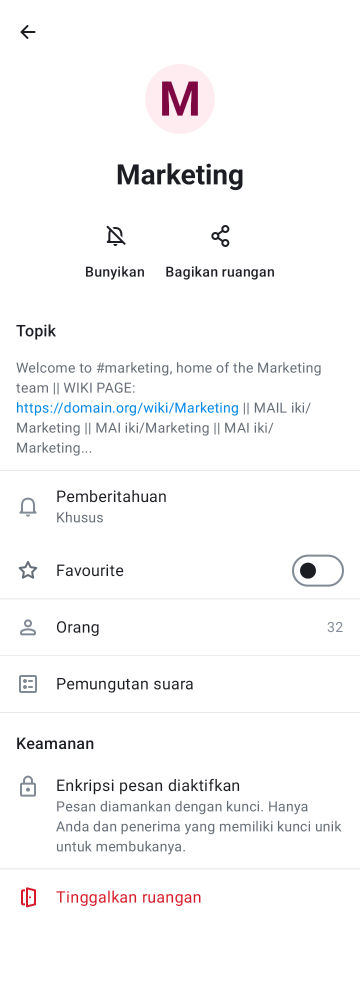 M
Marketing
Bunyikan
Bagikan ruangan
Topik
Welcome to #marketing, home of the Marketing
team || WIKI PAGE:
https://domain.org/wiki/Marketing || MAIL iki/
Marketing || MAI iki/Marketing || MAI iki/
Marketing...
Pemberitahuan
Khusus
Favourite
Orang
32
Pemungutan suara
Keamanan
Enkripsi pesan diaktifkan
Pesan diamankan dengan kunci. Hanya
Anda dan penerima yang memiliki kunci unik
untuk membukanya.
Tinggalkan ruangan